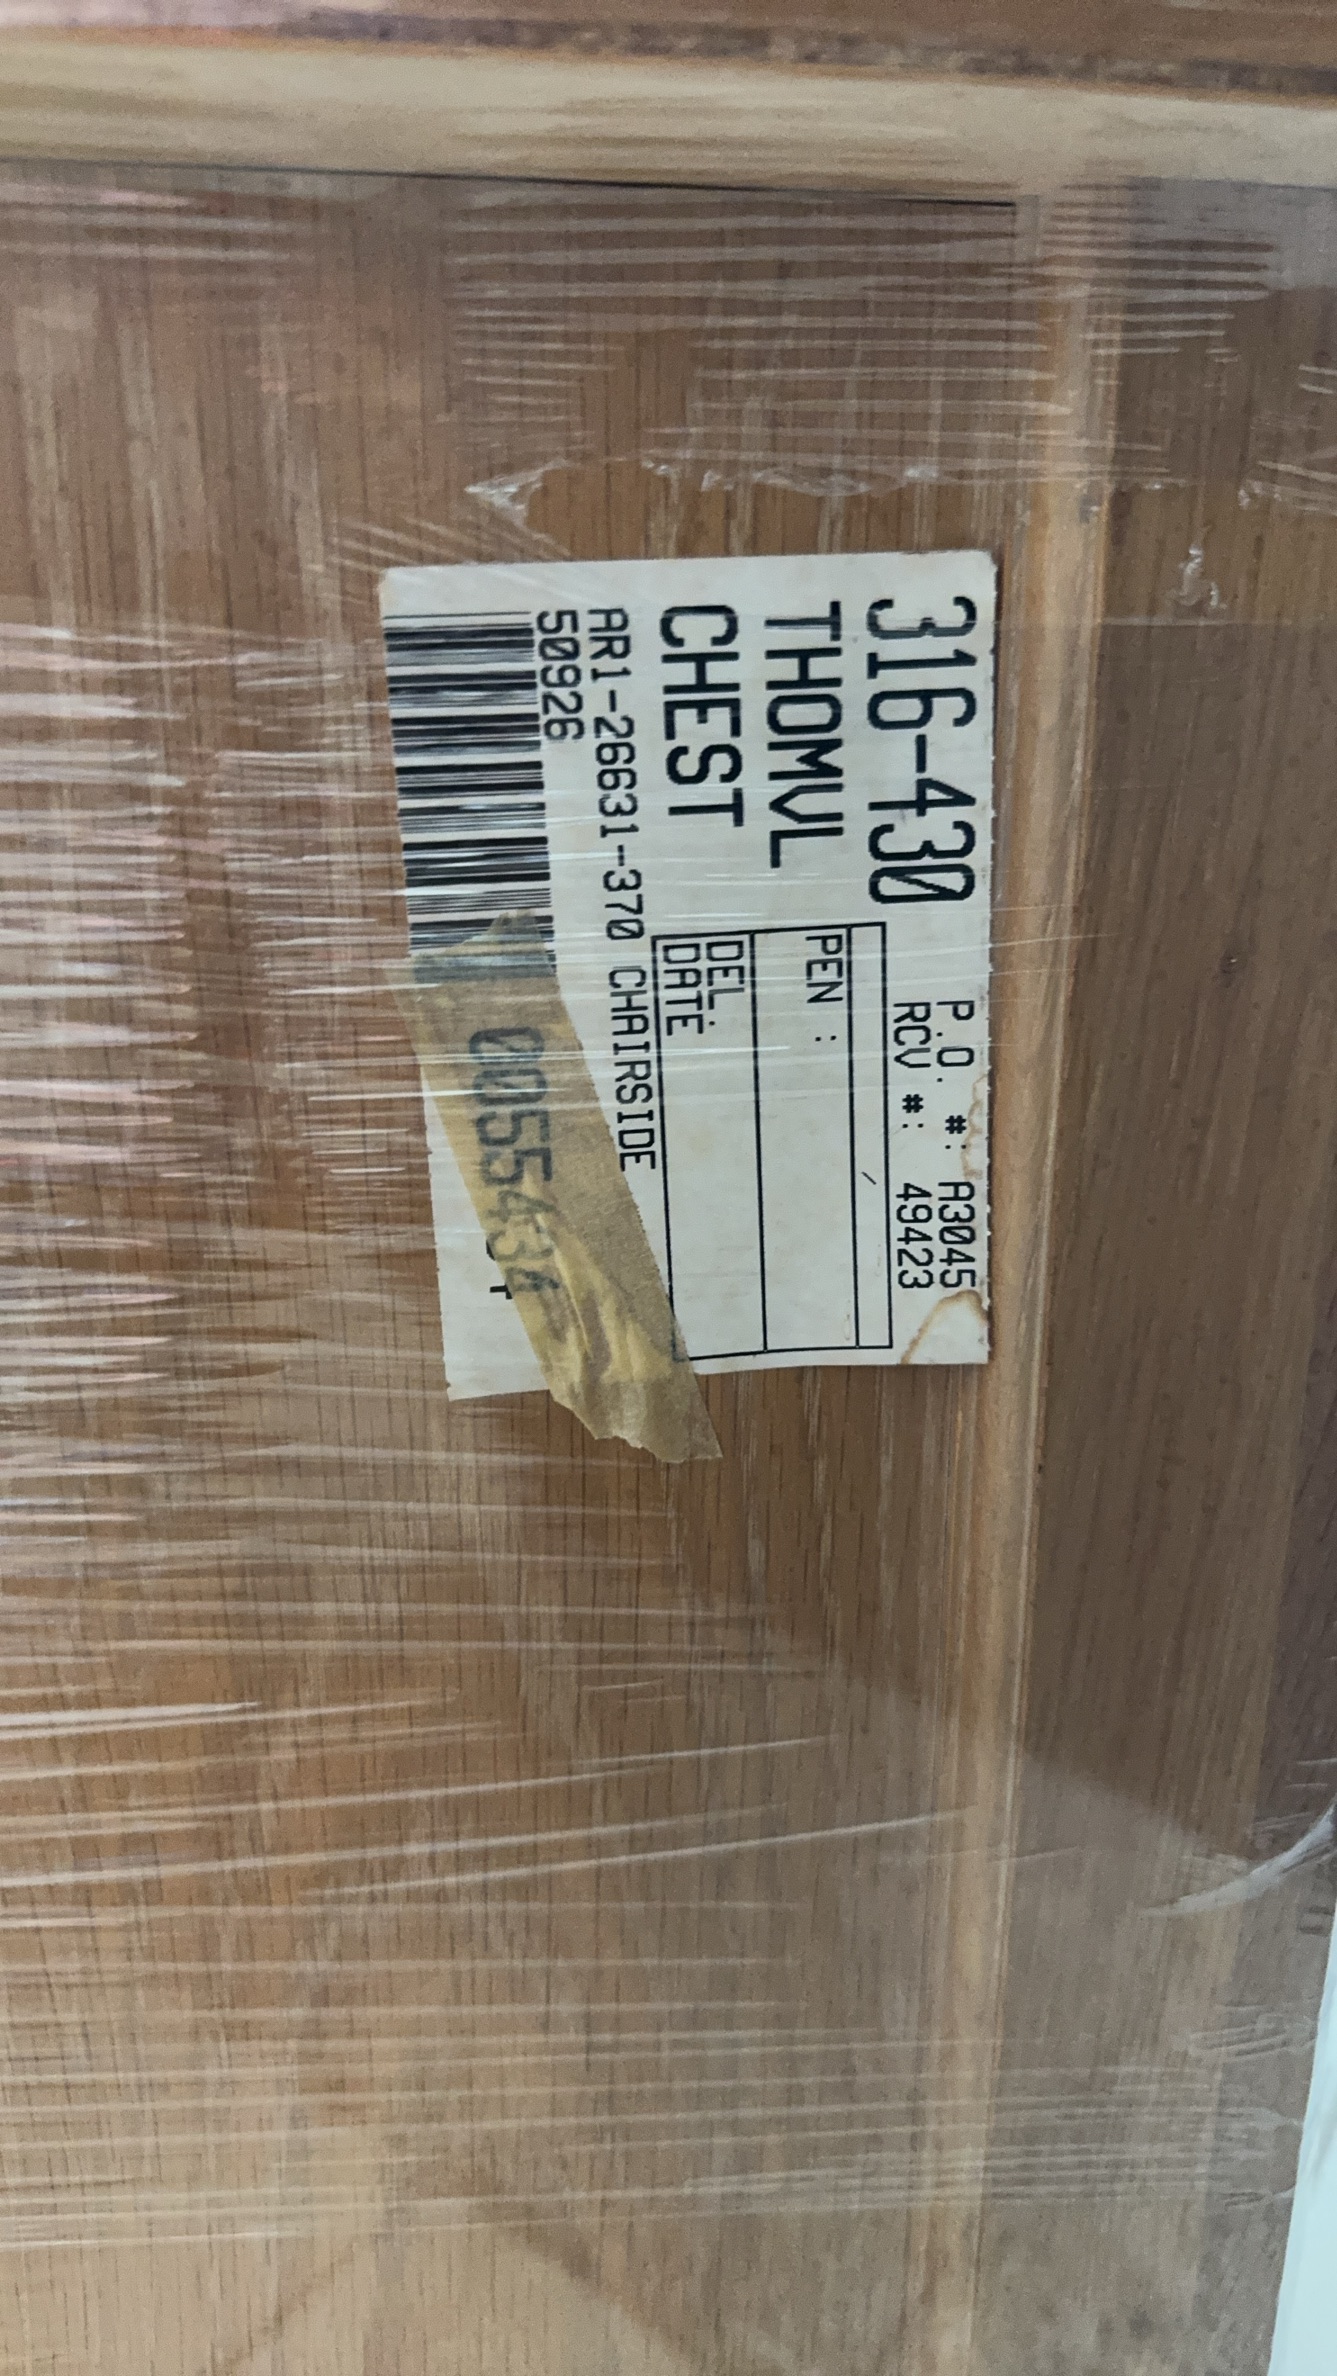 316-430
P.O. #: A3045
RCV #: 49423
THOMVL
CHEST
PEN :
DEL.
DATE
AR1-26631-370 CHAIRSIDE
50926